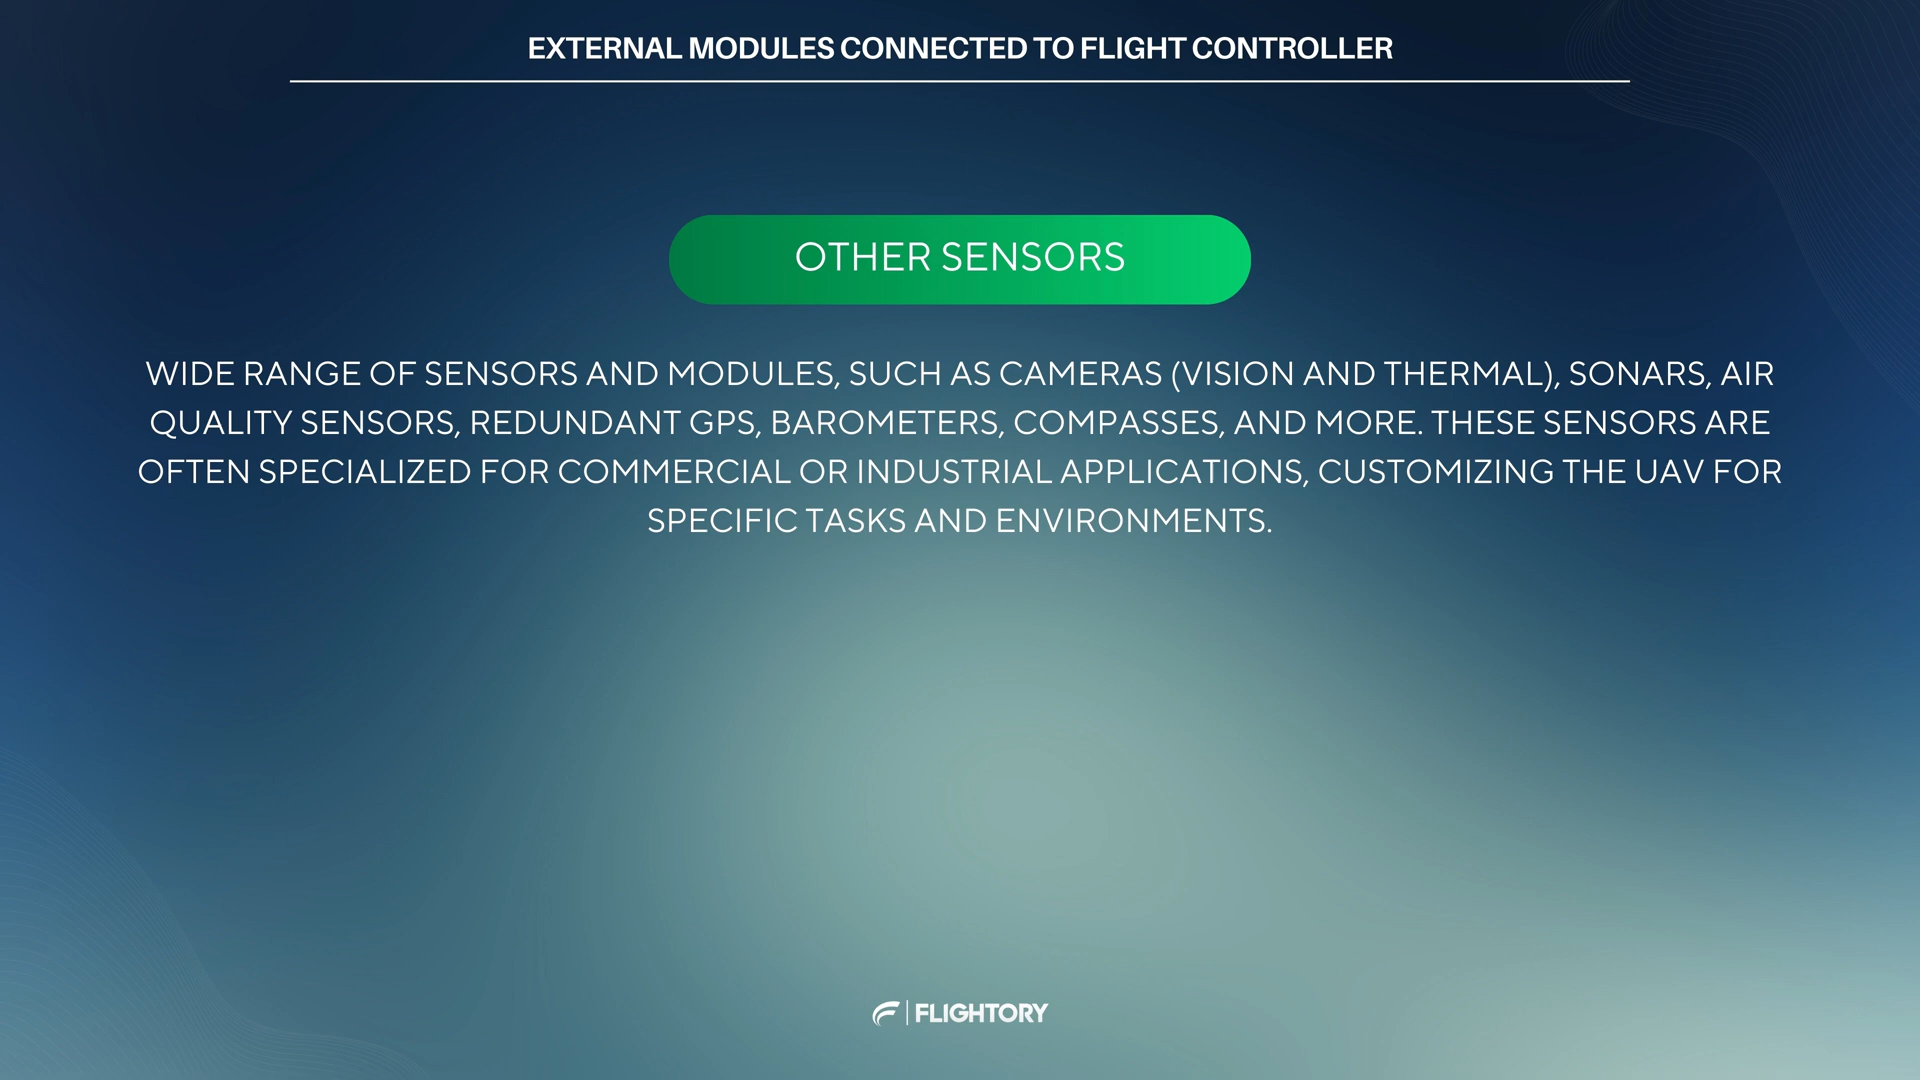 EXTERNAL MODULES CONNECTED TO FLIGHT CONTROLLER
OTHER SENSORS
WIDE RANGE OF SENSORS AND MODULES, SUCH AS CAMERAS (VISION AND THERMAL), SONARS, AIR
QUALITY SENSORS, REDUNDANT GPS, BAROMETERS, COMPASSES, AND MORE. THESE SENSORS ARE
OFTEN SPECIALIZED FOR COMMERCIAL OR INDUSTRIAL APPLICATIONS, CUSTOMIZING THE UAV FOR
SPECIFIC TASKS AND ENVIRONMENTS.
FLIGHTORY